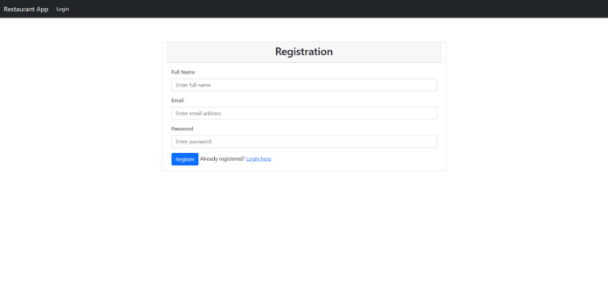 Restaurant App Login
Registration
Full Name
Enter full name
Email
Enter email address
Password
Enter password
Register Already registered? Login here